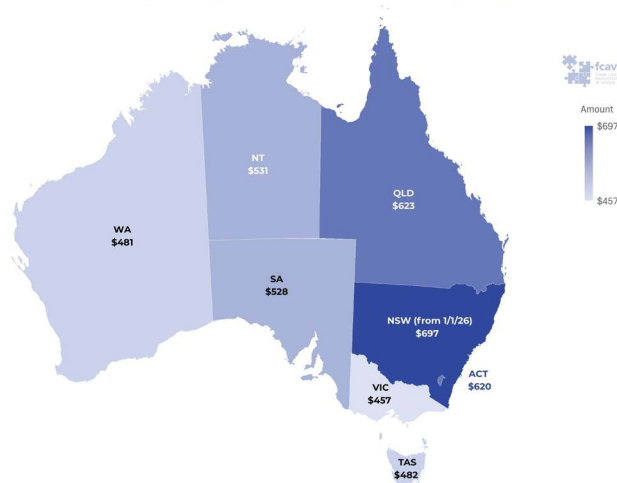 fcav
Amount
$697
$457
NT
$531
QLD
$623
WA
$481
SA
$528
NSW (from 1/1/26)
$697
ACT
$620
VIC
$457
TAS
$482